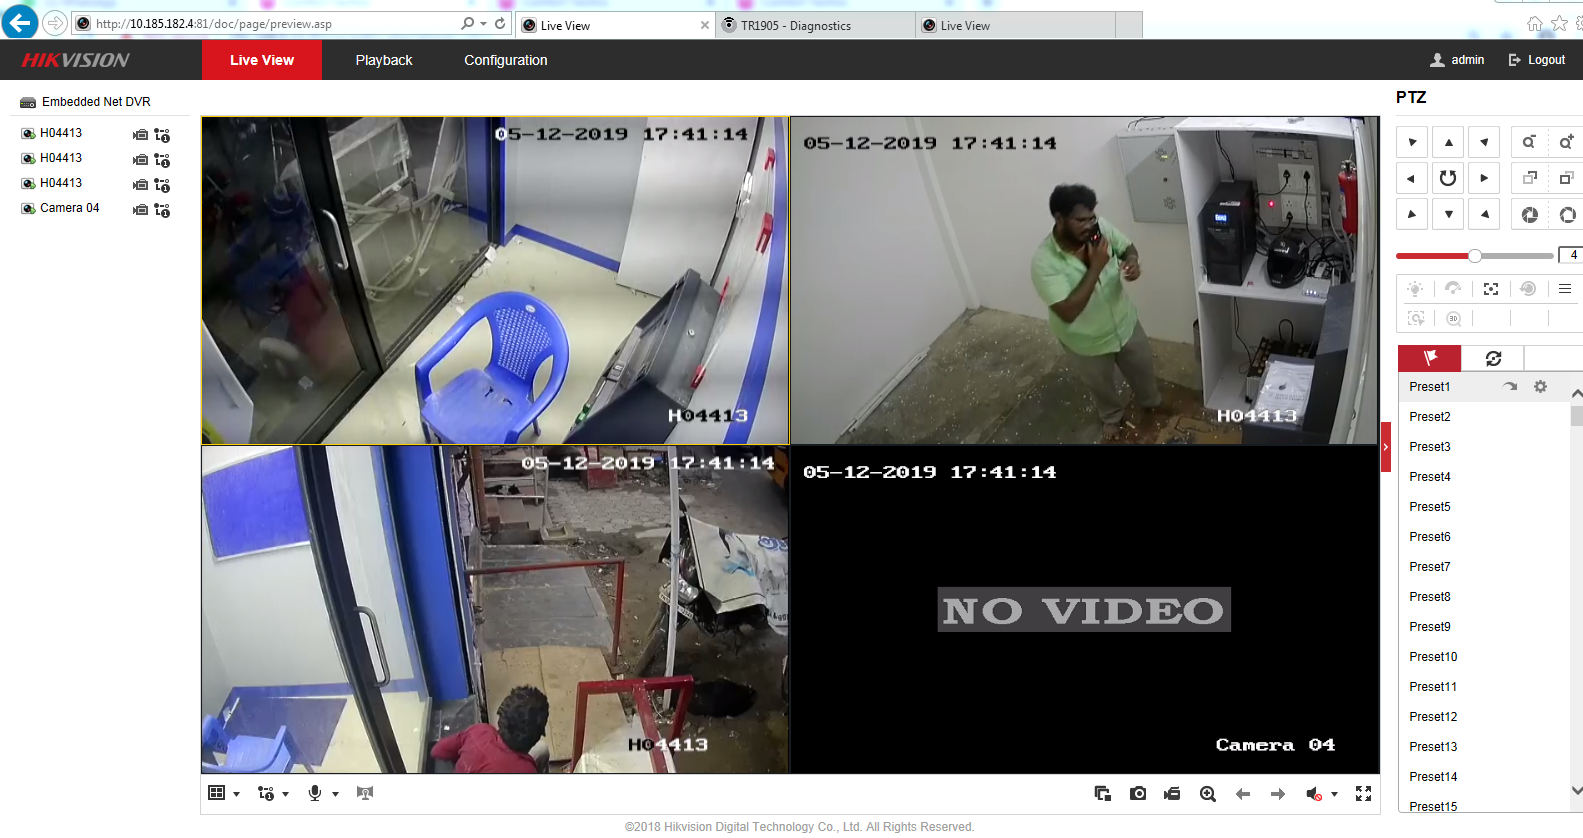 http://10.185.182.4:81/doc/page/preview.asp
Live View
TR1905 - Diagnostics
Live View
HIKVISION
Live View
Playback
Configuration
admin
Logout
Embedded Net DVR
H04413
H04413
H04413
Camera 04
05-12-2019 17:41:14
H04413
05-12-2019 17:41:14
H04413
05-12-2019 17:41:14
H04413
05-12-2019 17:41:14
NO VIDEO
Camera 04
PTZ
4
3D
Preset1
Preset2
Preset3
Preset4
Preset5
Preset6
Preset7
Preset8
Preset9
Preset10
Preset11
Preset12
Preset13
Preset14
Preset15
©2018 Hikvision Digital Technology Co., Ltd. All Rights Reserved.